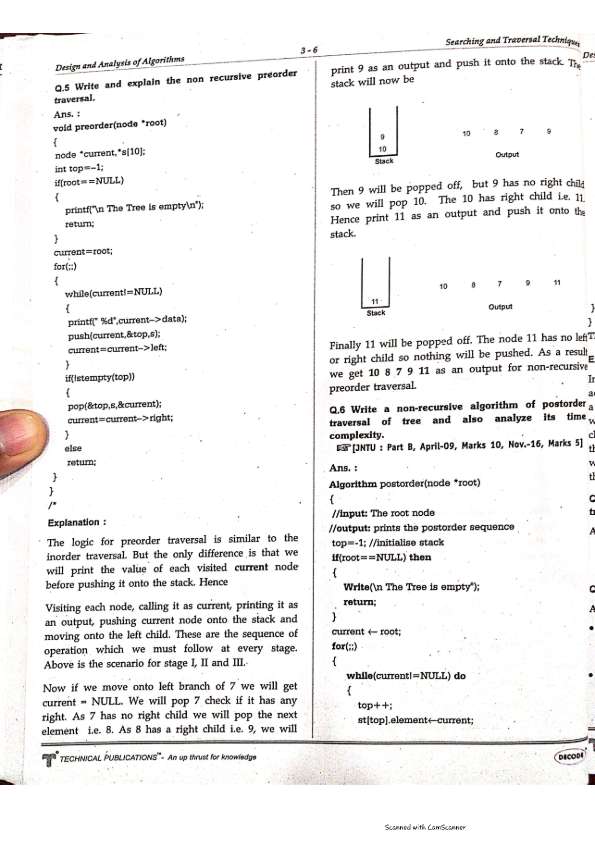 Design and Analysis of Algorithms
3 - 6
Searching and Traversal Techniques
Q.5 Write and explain the non recursive preorder
traversal.
Ans. :
void preorder(node *root)
{
node *current,*s[10];
int top=-1;
if(root==NULL)
{
printf("\n The Tree is empty\n");
return;
}
current=root;
for(;;)
{
while(current!=NULL)
{
printf(" %d",current->data);
push(current,&top,s);
current=current->left;
}
if(!stempty(top))
{
pop(&top,s,&current);
current=current->right;
}
else
return;
}
}
/*
Explanation :
The logic for preorder traversal is similar to the
inorder traversal. But the only difference is that we
will print the value of each visited current node
before pushing it onto the stack. Hence
Visiting each node, calling it as current, printing it as
an output, pushing current node onto the stack and
moving onto the left child. These are the sequence of
operation which we must follow at every stage.
Above is the scenario for stage I, II and III.
Now if we move onto left branch of 7 we will get
current = NULL. We will pop 7 check if it has any
right. As 7 has no right child we will pop the next
element i.e. 8. As 8 has a right child i.e. 9, we will
print 9 as an output and push it onto the stack. The
stack will now be
9
10
Stack
10 8 7 9
Output
Then 9 will be popped off, but 9 has no right child
so we will pop 10. The 10 has right child i.e. 11.
Hence print 11 as an output and push it onto the
stack.
11
Stack
10 8 7 9 11
Output
Finally 11 will be popped off. The node 11 has no left
or right child so nothing will be pushed. As a result
we get 10 8 7 9 11 as an output for non-recursive
preorder traversal.
Q.6 Write a non-recursive algorithm of postorder
traversal of tree and also analyze its time
complexity.
[JNTU : Part B, April-09, Marks 10, Nov.-16, Marks 5]
Ans. :
Algorithm postorder(node *root)
{
//input: The root node
//output: prints the postorder sequence
top=-1; //initialise stack
if(root==NULL) then
{
Write(\n The Tree is empty");
return;
}
current ← root;
for(;;)
{
while(current!=NULL) do
{
top++;
st[top].element←current;
TECHNICAL PUBLICATIONS™- An up thrust for knowledge
DECODE
Scanned with CamScanner